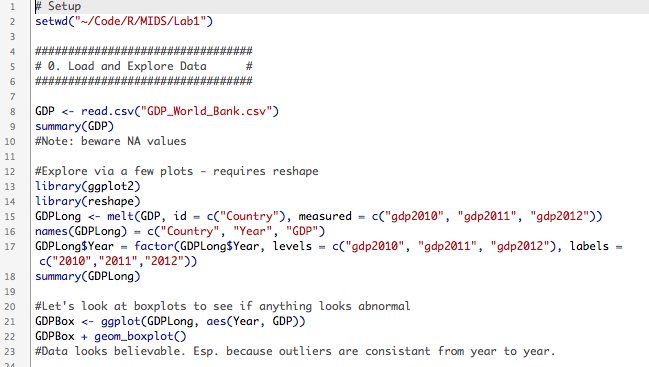 1 # Setup
2 setwd("~/Code/R/MIDS/Lab1")
3
4 #################################
5 # 0. Load and Explore Data      #
6 #################################
7
8 GDP <- read.csv("GDP_World_Bank.csv")
9 summary(GDP)
10 #Note: beware NA values
11
12 #Explore via a few plots - requires reshape
13 library(ggplot2)
14 library(reshape)
15 GDPLong <- melt(GDP, id = c("Country"), measured = c("gdp2010", "gdp2011", "gdp2012"))
16 names(GDPLong) = c("Country", "Year", "GDP")
17 GDPLong$Year = factor(GDPLong$Year, levels = c("gdp2010", "gdp2011", "gdp2012"), labels =
c("2010","2011","2012"))
18 summary(GDPLong)
19
20 #Let's look at boxplots to see if anything looks abnormal
21 GDPBox <- ggplot(GDPLong, aes(Year, GDP))
22 GDPBox + geom_boxplot()
23 #Data looks believable. Esp. because outliers are consistant from year to year.
24